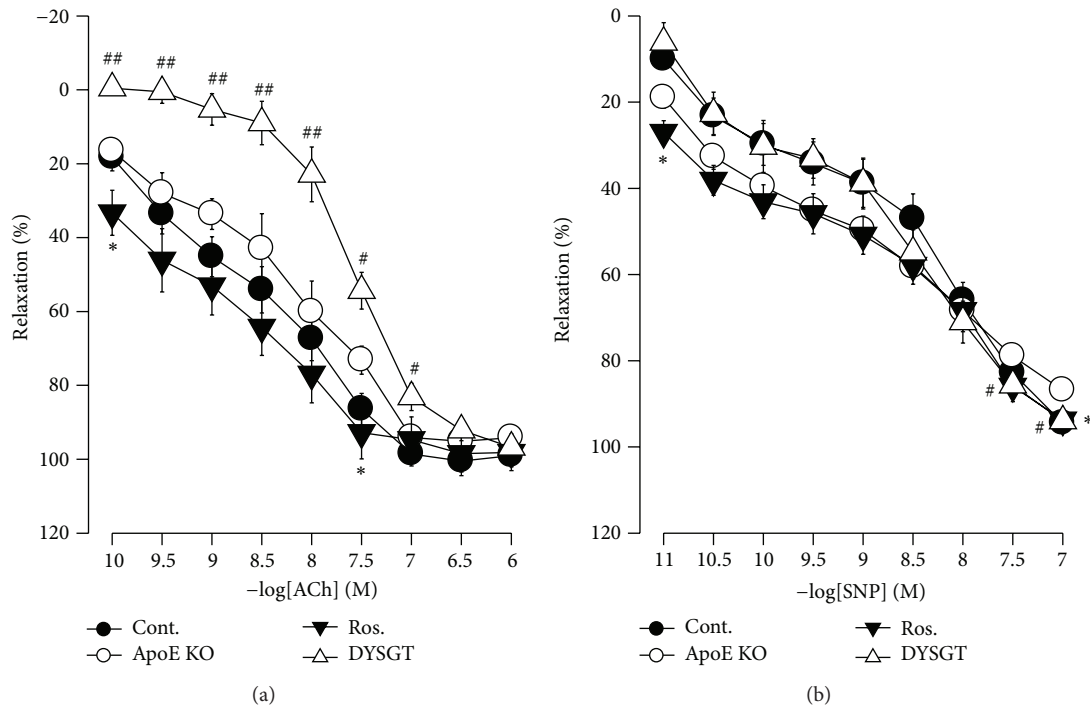 −20
0
20
40
60
80
100
120
Relaxation (%)
## ## ## ## ##
#
#
*
*
10 9.5 9 8.5 8 7.5 7 6.5 6
−log[ACh] (M)
Cont. Ros.
ApoE KO DYSGT
(a)
0
20
40
60
80
100
120
Relaxation (%)
*
#
# *
11 10.5 10 9.5 9 8.5 8 7.5 7
−log[SNP] (M)
Cont. Ros.
ApoE KO DYSGT
(b)